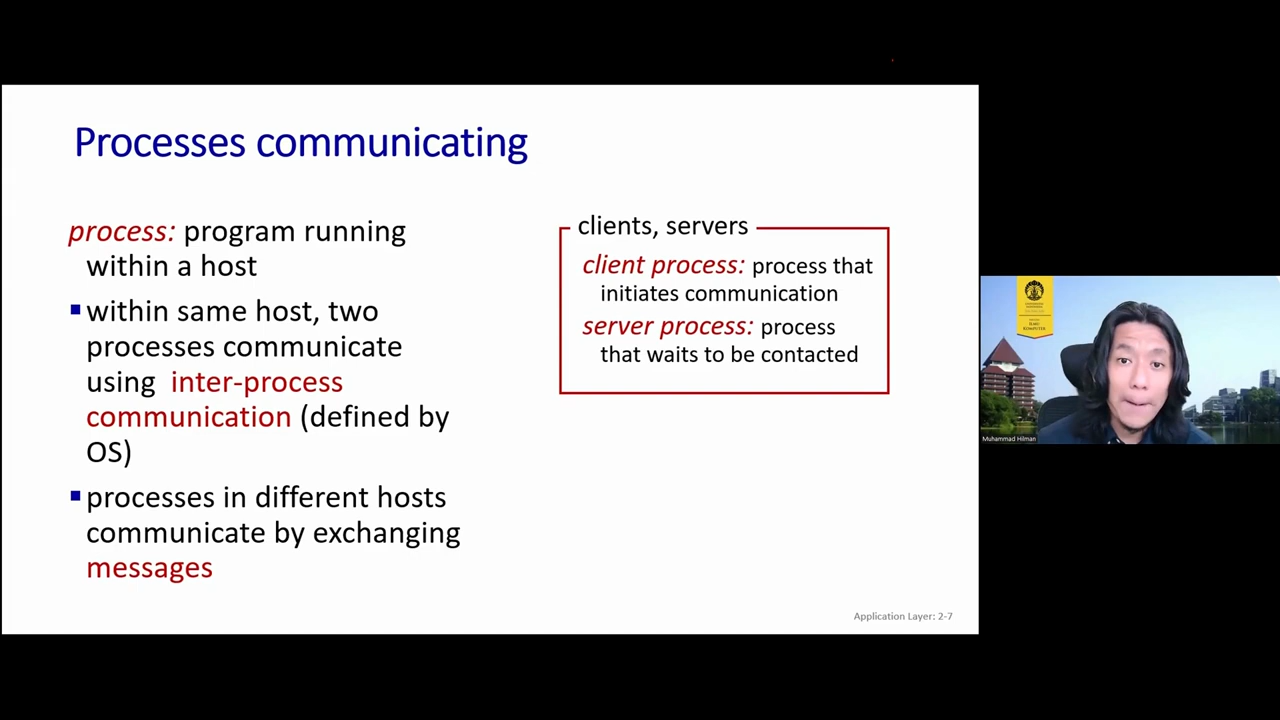 Processes communicating
process: program running
within a host
▪ within same host, two
processes communicate
using inter-process
communication (defined by
OS)
▪ processes in different hosts
communicate by exchanging
messages
clients, servers
client process: process that
initiates communication
server process: process
that waits to be contacted
Application Layer: 2-7
ILMU
KOMPUTER
Muhammad Hilman